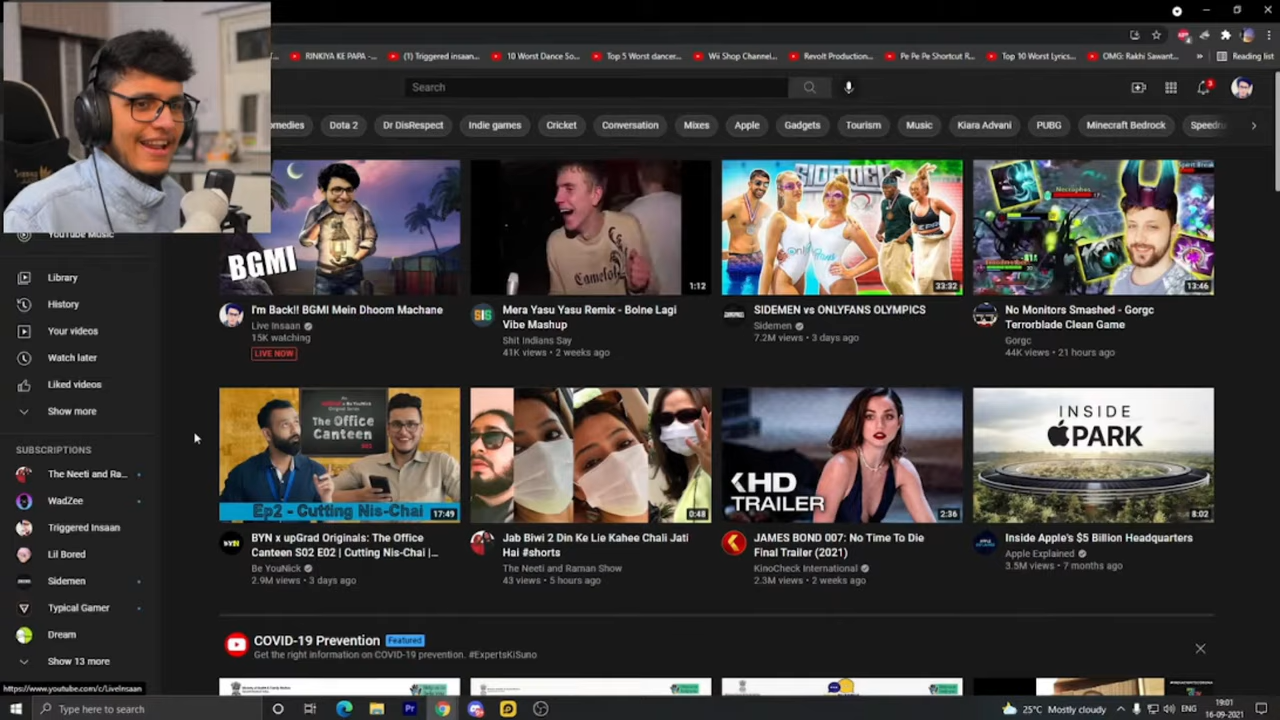 RINKIYA KE PAPA -...
(1) Triggered insaan...
10 Worst Dance So...
Top 5 Worst dancer...
Wii Shop Channel...
Revolt Production...
Pe Pe Pe Shortcut R...
Top 10 Worst Lyrics...
OMG: Rakhi Sawant...
»
Reading list
Search
3
omedies
Dota 2
Dr DisRespect
Indie games
Cricket
Conversation
Mixes
Apple
Gadgets
Tourism
Music
Kiara Advani
PUBG
Minecraft Bedrock
Speedru
YouTube Music
Library
History
Your videos
Watch later
Liked videos
Show more
SUBSCRIPTIONS
The Neeti and Ra...
WadZee
Triggered Insaan
Lil Bored
Sidemen
Typical Gamer
Dream
Show 13 more
BGMI
I'm Back!! BGMI Mein Dhoom Machane
Live Insaan
15K watching
LIVE NOW
1:12
SIS
Mera Yasu Yasu Remix - Bolne Lagi
Vibe Mashup
Shit Indians Say
41K views • 2 weeks ago
SIDEMEN
33:32
SIDEMEN vs ONLYFANS OLYMPICS
Sidemen
7.2M views • 3 days ago
13:46
No Monitors Smashed - Gorgc
Terrorblade Clean Game
Gorgc
44K views • 21 hours ago
The Office
Canteen
Ep2 - Cutting Nis-Chai
17:49
BYN
BYN x upGrad Originals: The Office
Canteen S02 E02 | Cutting Nis-Chai |...
Be YouNick
2.9M views • 3 days ago
0:48
Jab Biwi 2 Din Ke Lie Kahee Chali Jati
Hai #shorts
The Neeti and Raman Show
43 views • 5 hours ago
HD
TRAILER
2:36
JAMES BOND 007: No Time To Die
Final Trailer (2021)
KinoCheck International
2.3M views • 2 weeks ago
INSIDE
PARK
8:02
Inside Apple's $5 Billion Headquarters
Apple Explained
3.5M views • 7 months ago
COVID-19 Prevention
Featured
Get the right information on COVID-19 prevention. #ExpertsKiSuno
https://www.youtube.com/c/LiveInsaan
Type here to search
Pr
25°C Mostly cloudy
ENG
19:01
16-09-2021